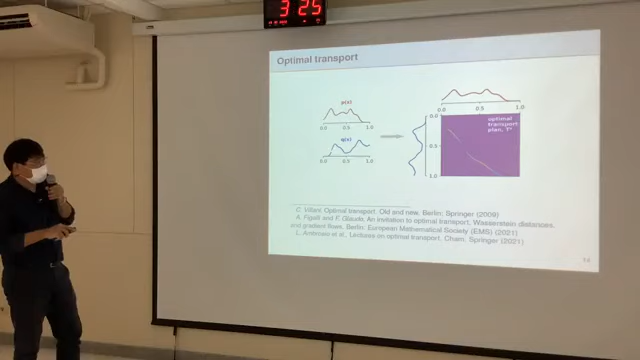 3 25
Optimal transport
p(x)
0.0 0.5 1.0
q(x)
0.0 0.5 1.0
0.0 0.5 1.0
0.0
0.5
1.0
optimal
transport
plan, T*
C. Villani. Optimal transport. Old and new. Berlin: Springer (2009)
A. Figalli and F. Glaudo. An invitation to optimal transport, Wasserstein distances,
and gradient flows. Berlin: European Mathematical Society (EMS) (2021)
L. Ambrosio et al., Lectures on optimal transport. Cham: Springer (2021)